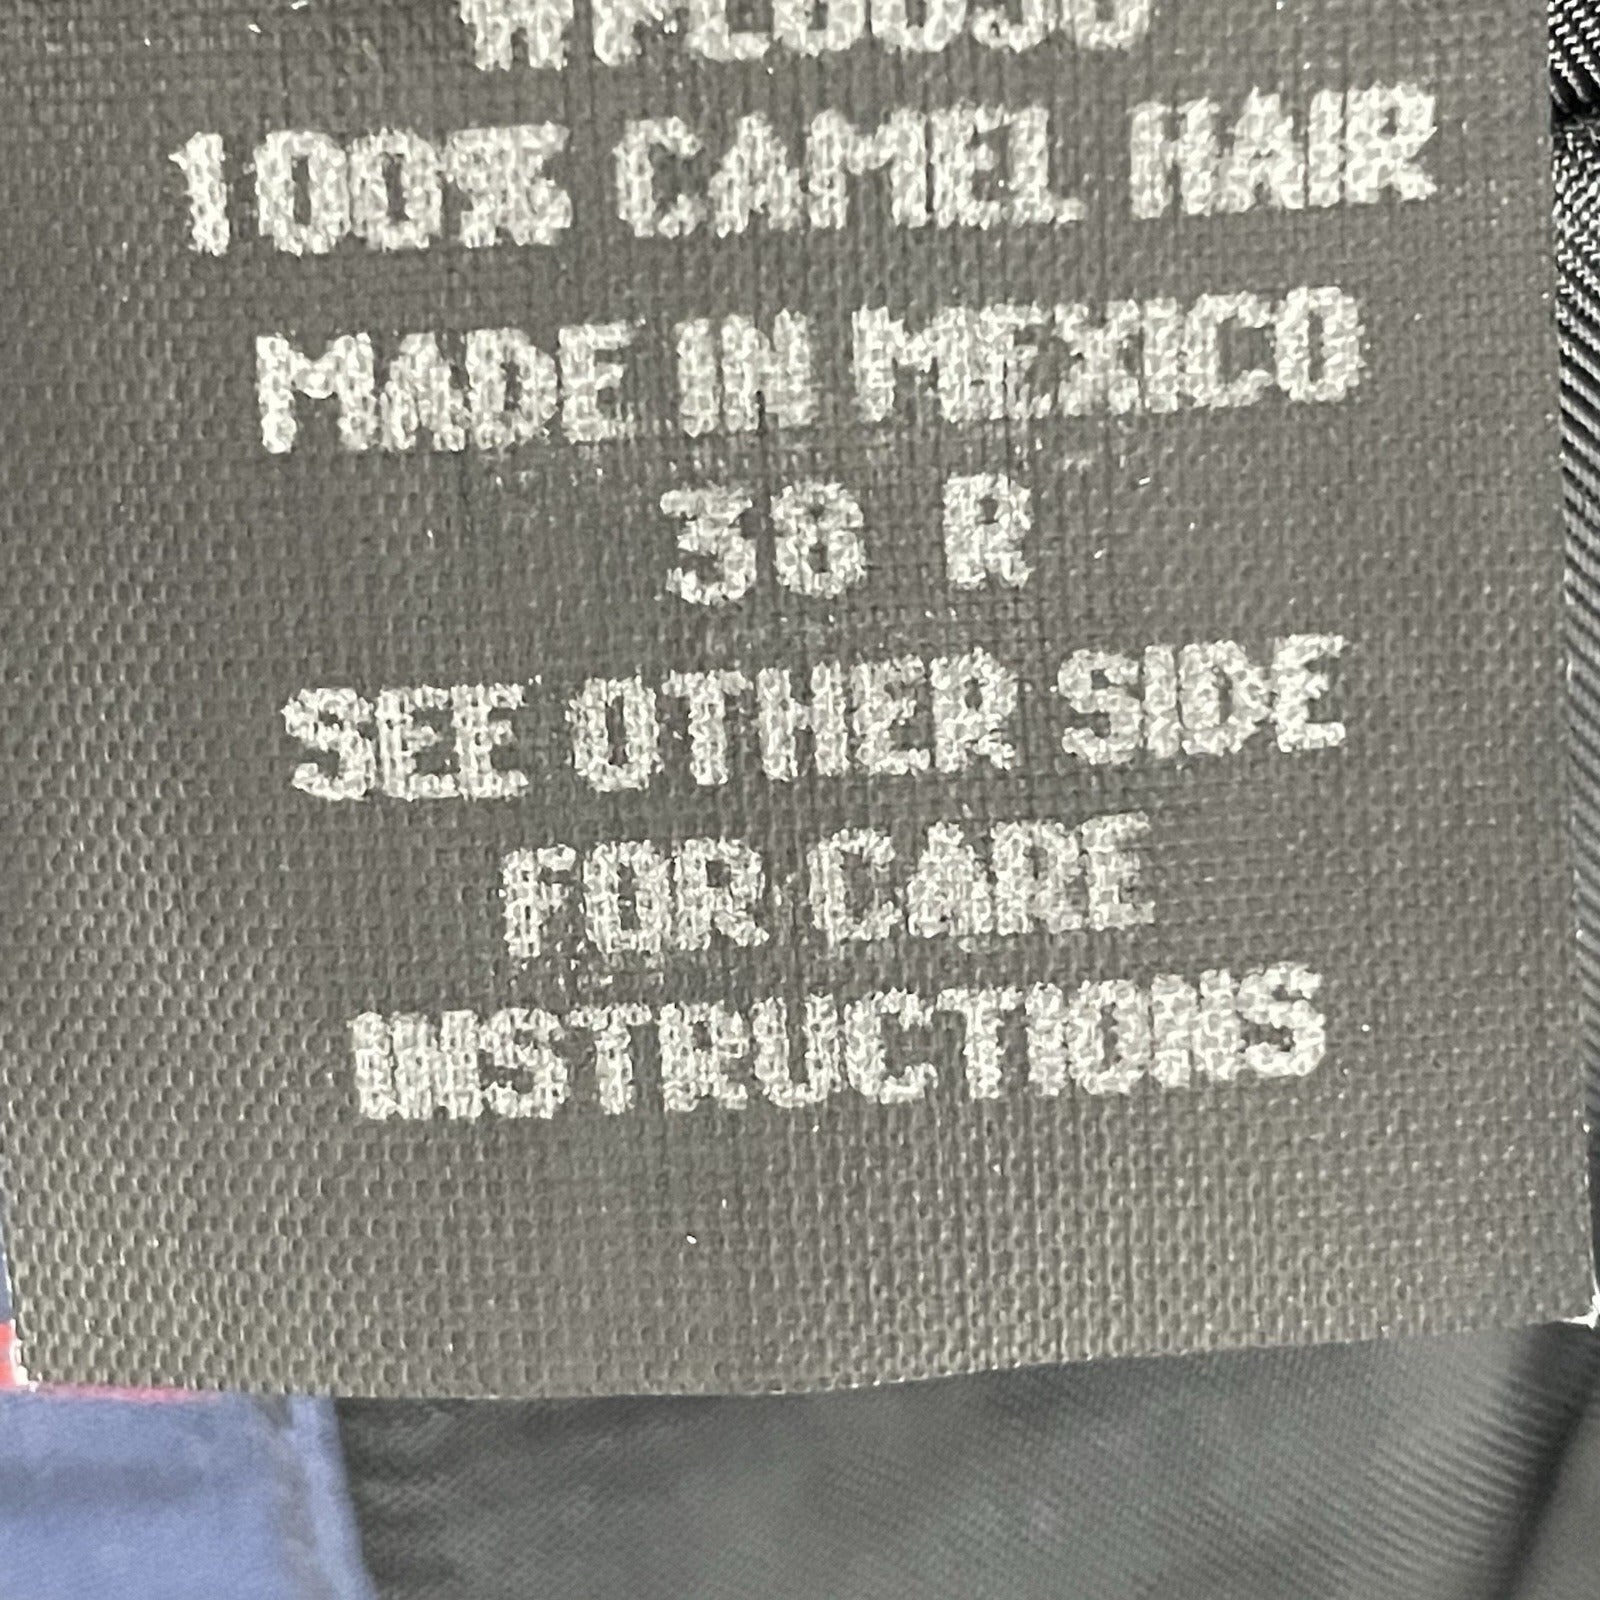 100% CAMEL HAIR
MADE IN MEXICO
38 R
SEE OTHER SIDE
FOR CARE
INSTRUCTIONS